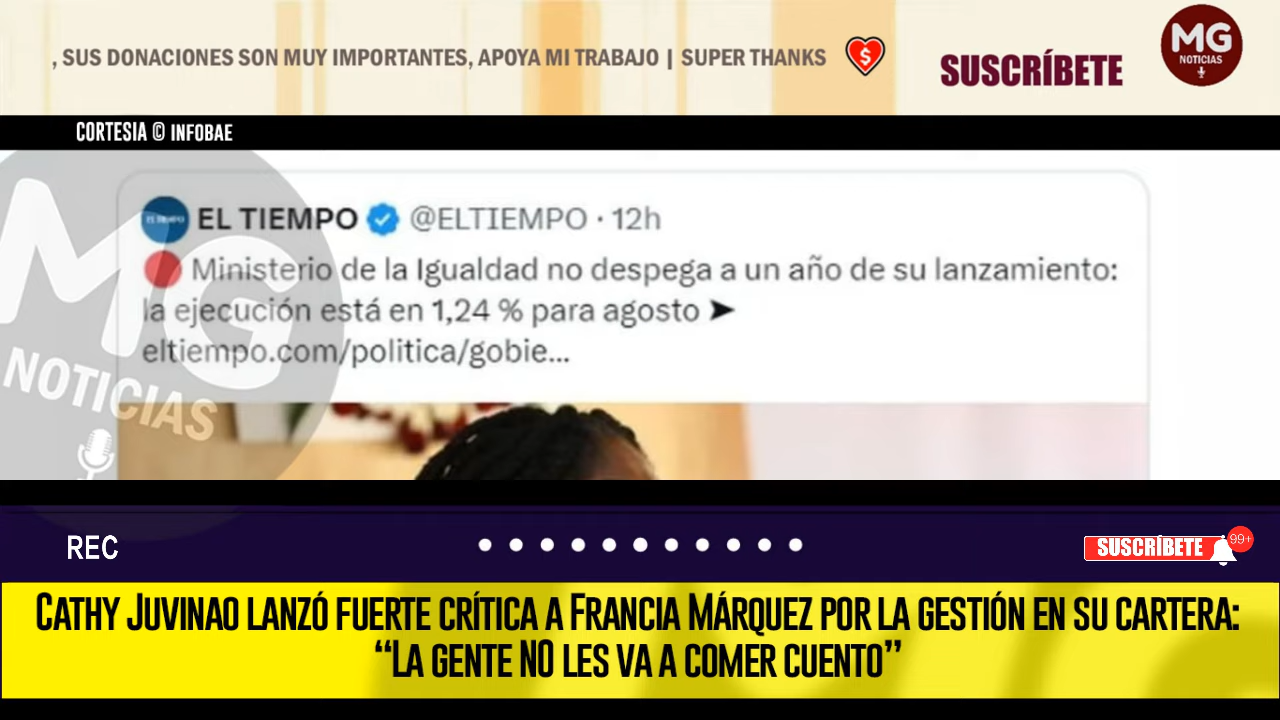 , SUS DONACIONES SON MUY IMPORTANTES, APOYA MI TRABAJO | SUPER THANKS
$
SUSCRÍBETE
MG
NOTICIAS
CORTESIA © INFOBAE
EL TIEMPO @ELTIEMPO · 12h
Ministerio de la Igualdad no despega a un año de su lanzamiento:
la ejecución está en 1,24 % para agosto ➤
eltiempo.com/politica/gobie...
MG
NOTICIAS
REC
SUSCRÍBETE 99+
CATHY JUVINAO LANZÓ FUERTE CRÍTICA A FRANCIA MÁRQUEZ POR LA GESTIÓN EN SU CARTERA:
“LA GENTE NO LES VA A COMER CUENTO”